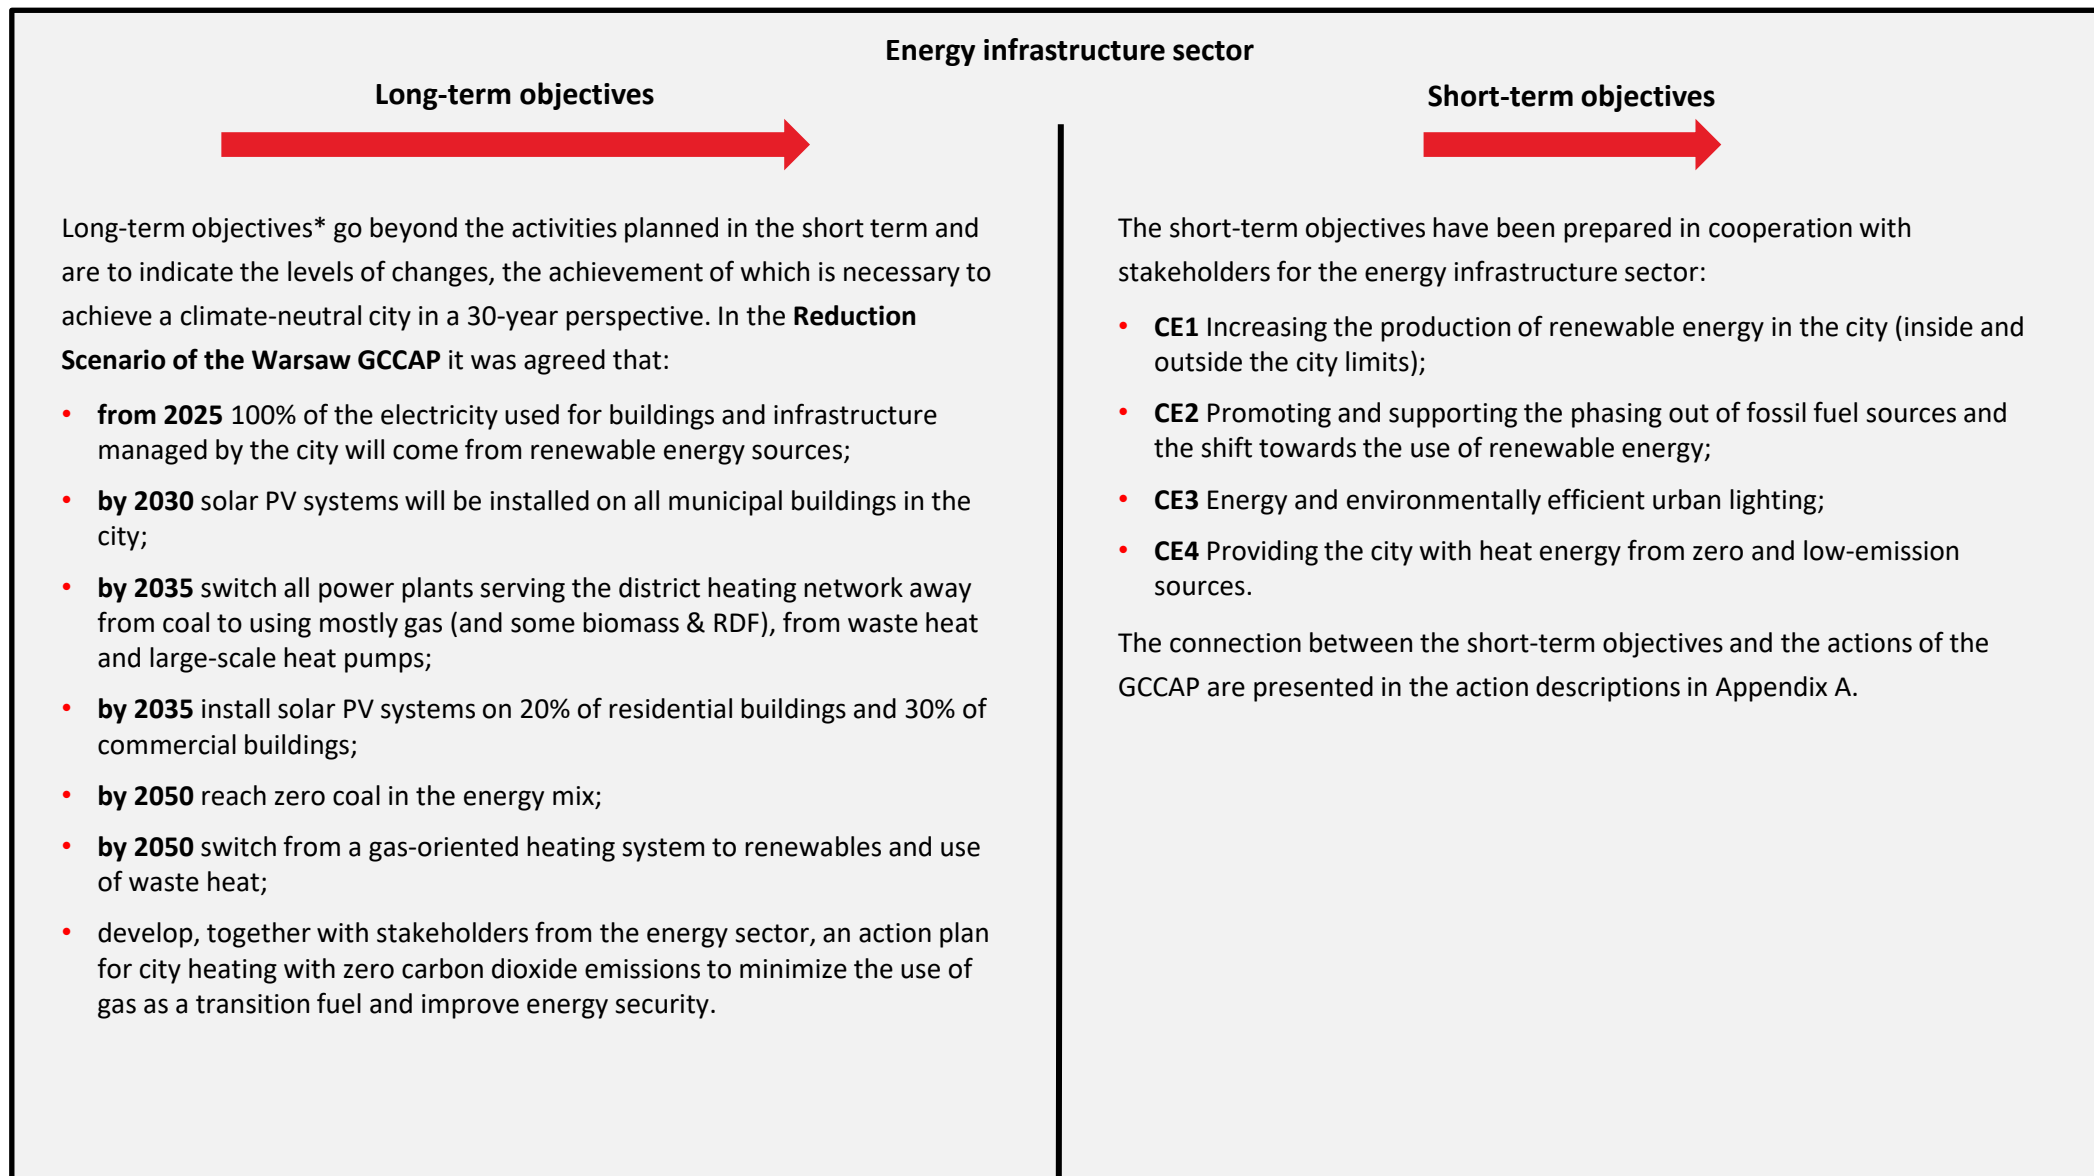 Energy infrastructure sector
Long-term objectives
Long-term objectives* go beyond the activities planned in the short term and
are to indicate the levels of changes, the achievement of which is necessary to
achieve a climate-neutral city in a 30-year perspective. In the Reduction
Scenario of the Warsaw GCCAP it was agreed that:
• from 2025 100% of the electricity used for buildings and infrastructure
managed by the city will come from renewable energy sources;
• by 2030 solar PV systems will be installed on all municipal buildings in the
city;
• by 2035 switch all power plants serving the district heating network away
from coal to using mostly gas (and some biomass & RDF), from waste heat
and large-scale heat pumps;
• by 2035 install solar PV systems on 20% of residential buildings and 30% of
commercial buildings;
• by 2050 reach zero coal in the energy mix;
• by 2050 switch from a gas-oriented heating system to renewables and use
of waste heat;
• develop, together with stakeholders from the energy sector, an action plan
for city heating with zero carbon dioxide emissions to minimize the use of
gas as a transition fuel and improve energy security.
Short-term objectives
The short-term objectives have been prepared in cooperation with
stakeholders for the energy infrastructure sector:
• CE1 Increasing the production of renewable energy in the city (inside and
outside the city limits);
• CE2 Promoting and supporting the phasing out of fossil fuel sources and
the shift towards the use of renewable energy;
• CE3 Energy and environmentally efficient urban lighting;
• CE4 Providing the city with heat energy from zero and low-emission
sources.
The connection between the short-term objectives and the actions of the
GCCAP are presented in the action descriptions in Appendix A.